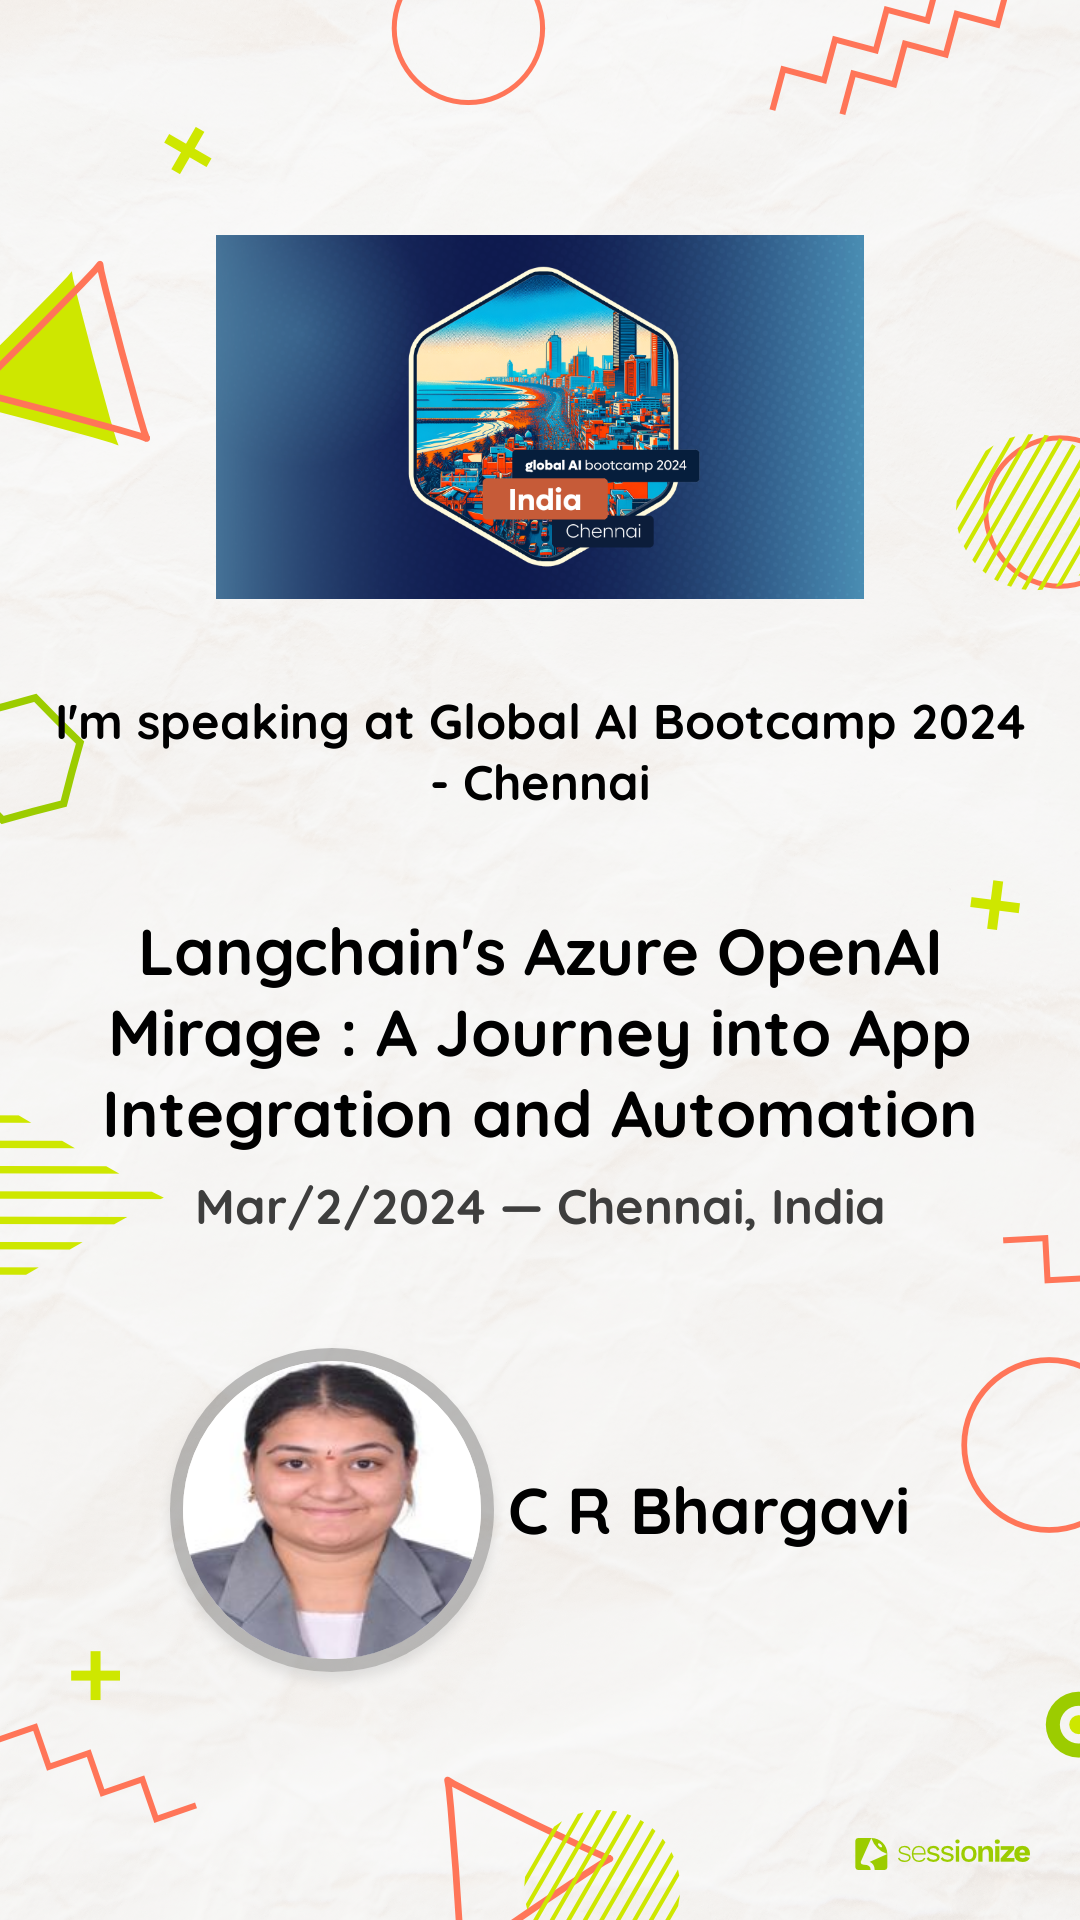 global AI bootcamp 2024
India
Chennai
I'm speaking at Global AI Bootcamp 2024
- Chennai
Langchain's Azure OpenAI
Mirage : A Journey into App
Integration and Automation
Mar/2/2024 — Chennai, India
C R Bhargavi
sessionize